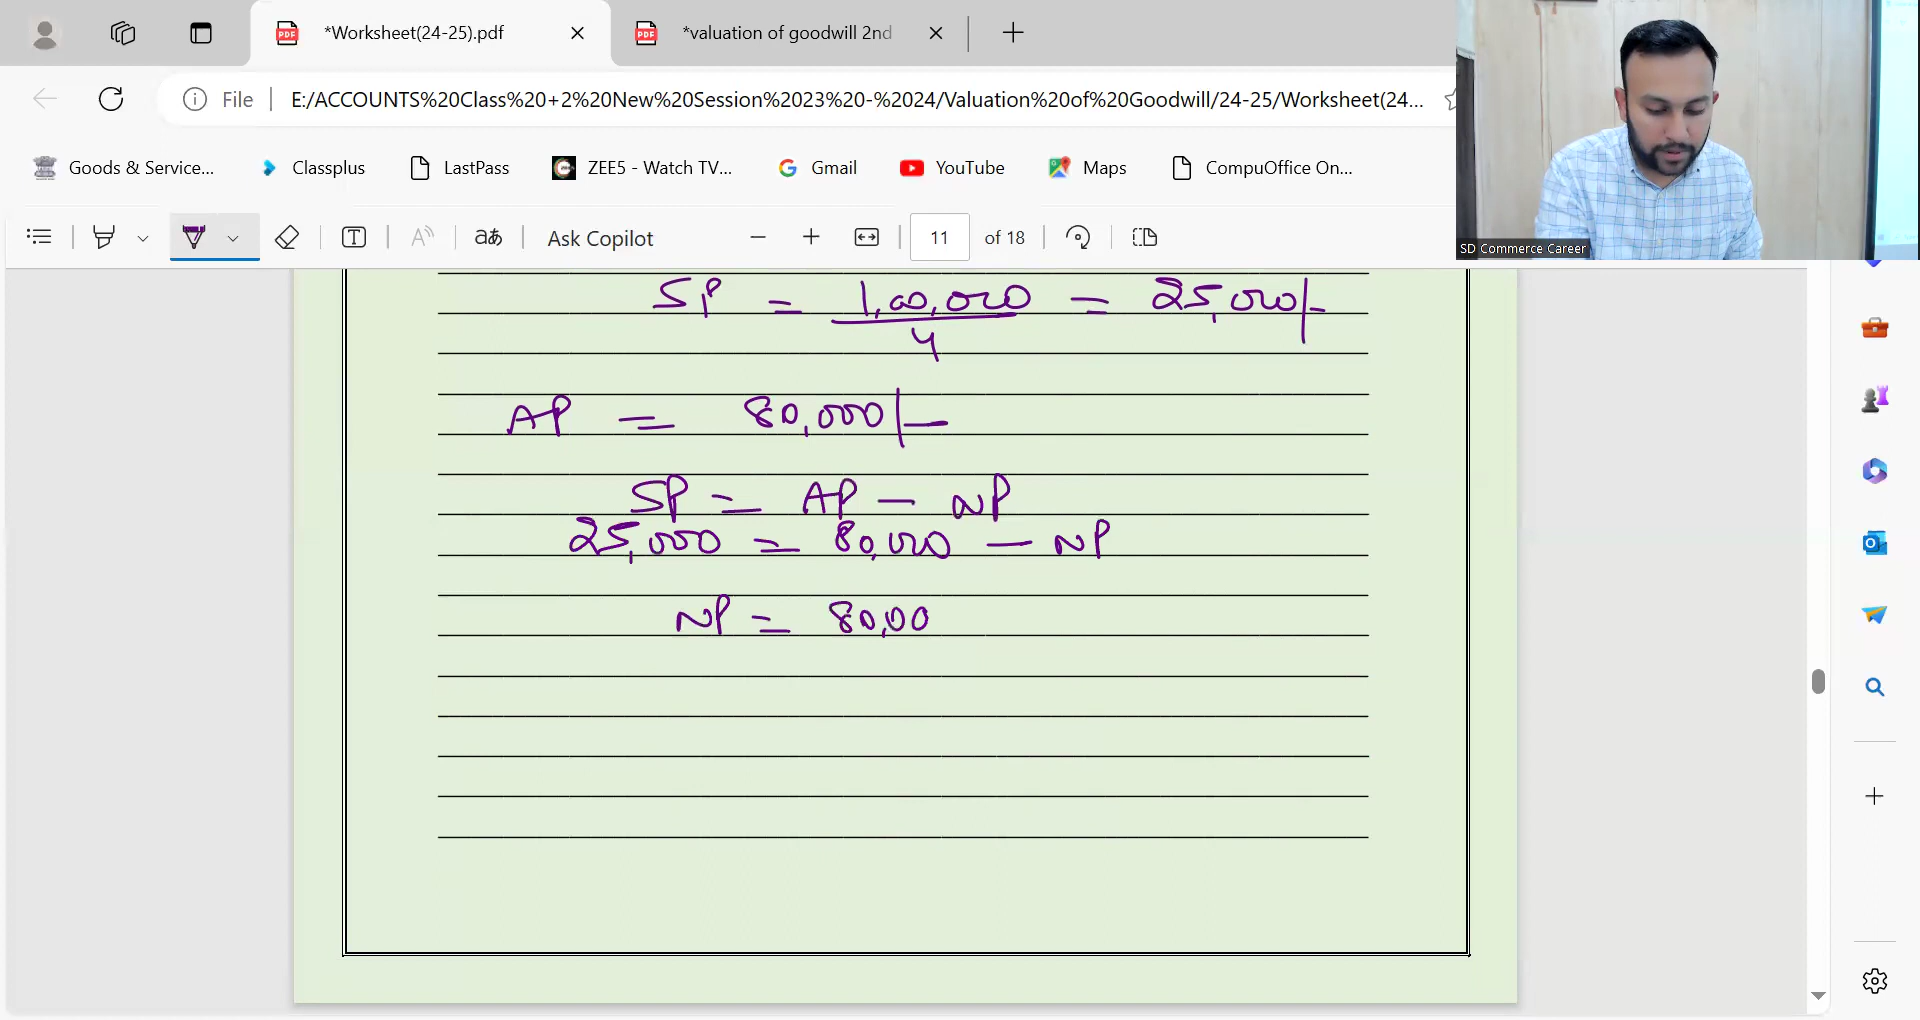 *Worksheet(24-25).pdf
*valuation of goodwill 2nd
File
E:/ACCOUNTS%20Class%20+2%20New%20Session%202023%20-%2024/Valuation%20of%20Goodwill/24-25/Worksheet(24...
Goods & Service...
Classplus
LastPass
ZEE5 - Watch TV...
Gmail
YouTube
Maps
CompuOffice On...
Ask Copilot
11 of 18
SD Commerce Career
SP = 1,00,000 = 25,000/-
4
AP = 80,000/-
SP = AP - NP
25,000 = 80,000 - NP
NP = 80,00